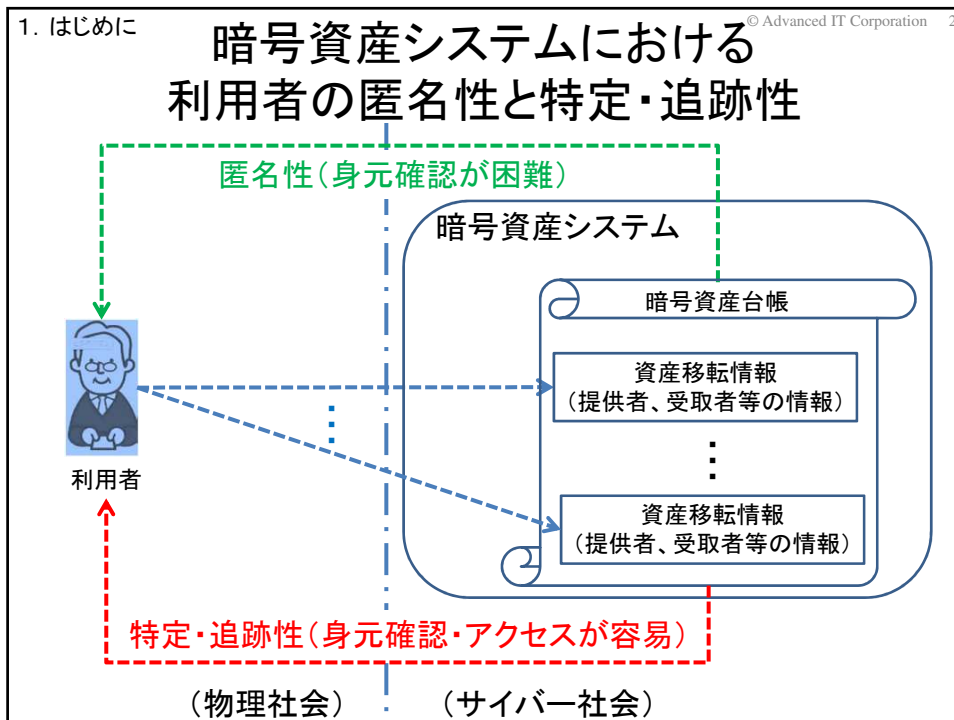 1. はじめに
© Advanced IT Corporation 2
暗号資産システムにおける
利用者の匿名性と特定・追跡性
匿名性(身元確認が困難)
暗号資産システム
暗号資産台帳
資産移転情報
(提供者、受取者等の情報)
利用者
資産移転情報
(提供者、受取者等の情報)
特定・追跡性(身元確認・アクセスが容易)
(物理社会)
(サイバー社会)